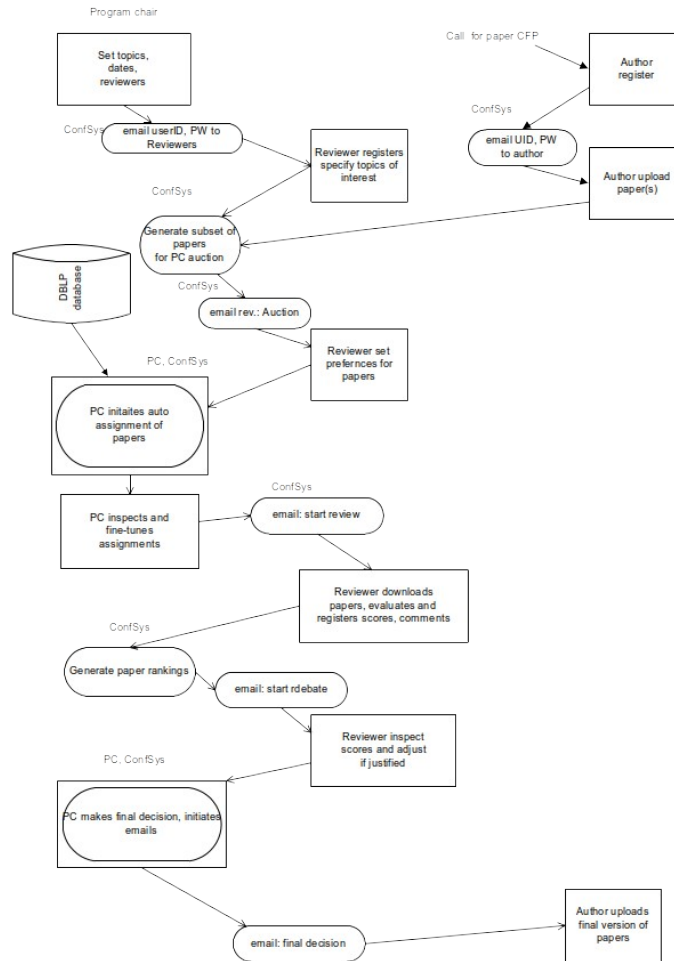 Program chair
Set topics,
dates,
reviewers
Call for paper CFP
Author
register
ConfSys
email userID, PW to
Reviewers
ConfSys
email UID, PW
to author
Reviewer registers
specify topics of
interest
Author upload
paper(s)
ConfSys
Generate subset of
papers
for PC auction
DBLP
database
ConfSys
email rev.: Auction
Reviewer set
prefernces for
papers
PC, ConfSys
PC initaites auto
assignment of
papers
PC inspects and
fine-tunes
assignments
ConfSys
email: start review
Reviewer downloads
papers, evaluates and
registers scores, comments
ConfSys
Generate paper rankings
email: start rdebate
Reviewer inspect
scores and adjust
if justified
PC, ConfSys
PC makes final decision, initiates
emails
email: final decision
Author uploads
final version of
papers